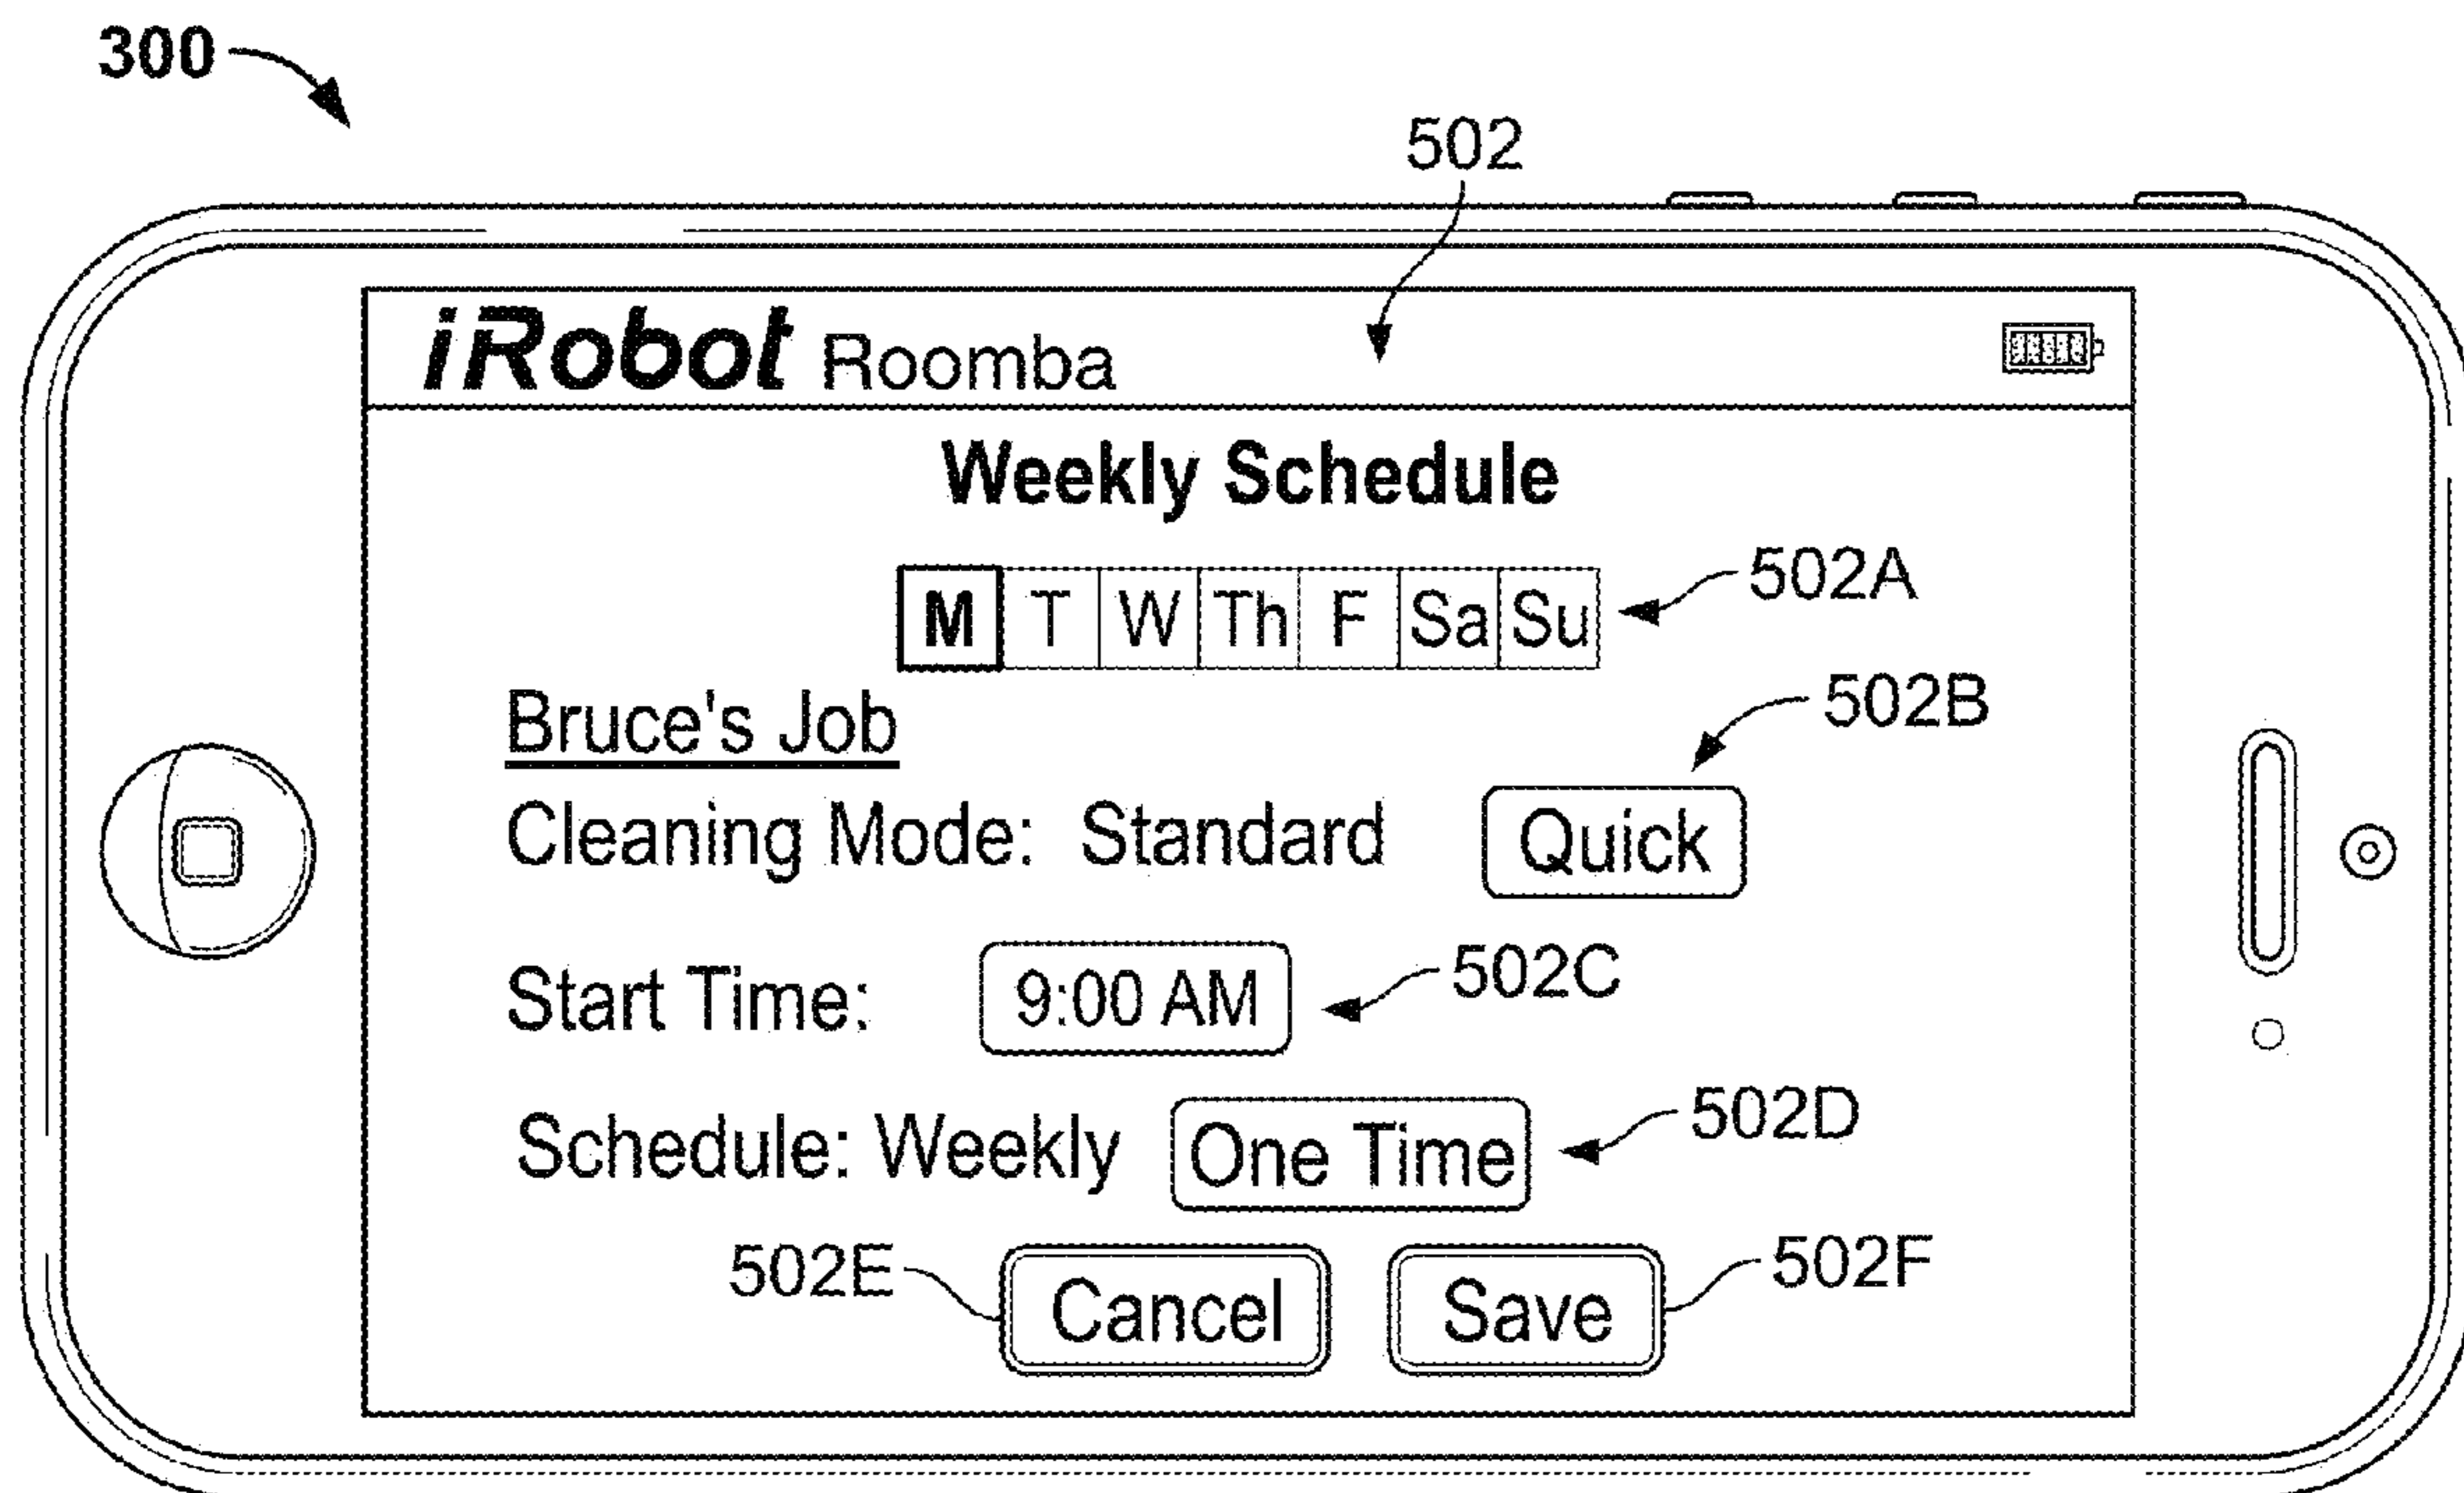 300
502
iRobot Roomba
Weekly Schedule
M T W Th F Sa Su 502A
Bruce's Job 502B
Cleaning Mode: Standard Quick
Start Time: 9:00 AM 502C
Schedule: Weekly One Time 502D
502E Cancel Save 502F